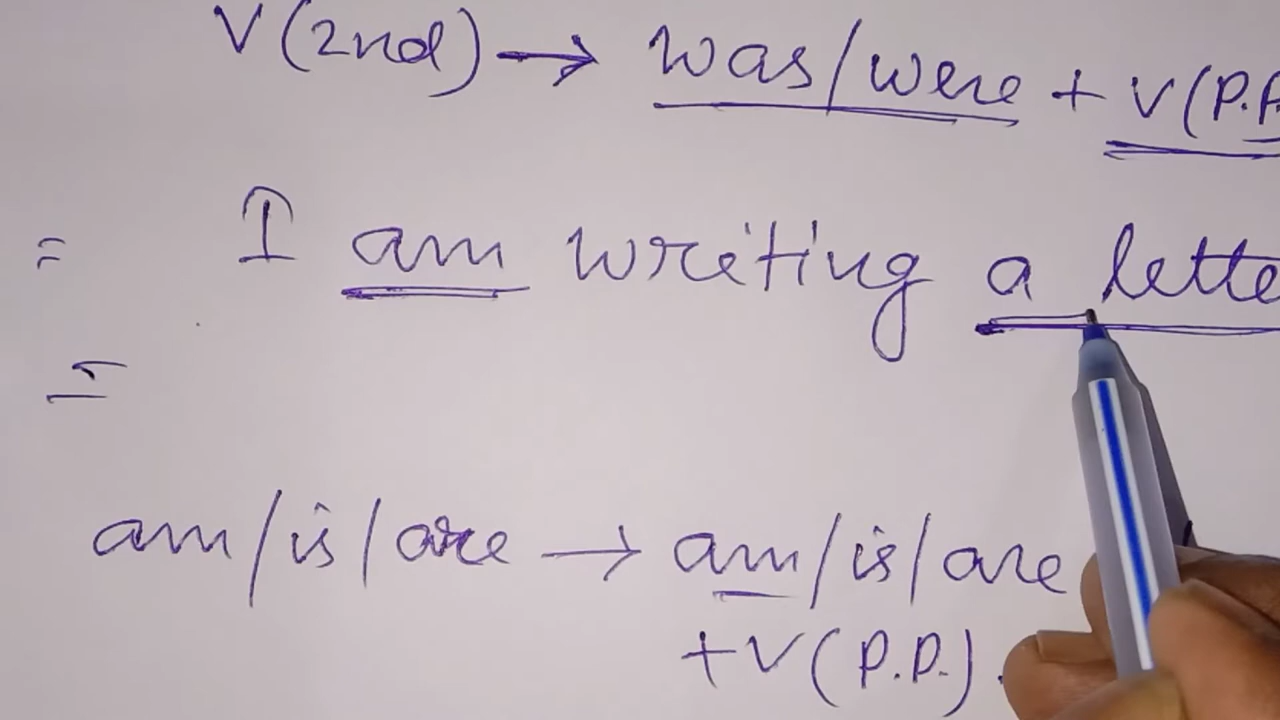 V(2nd) → was/were + V(P.P.
= I am writing a lette
=
am/is/are → am/is/are
+V(P.P.).